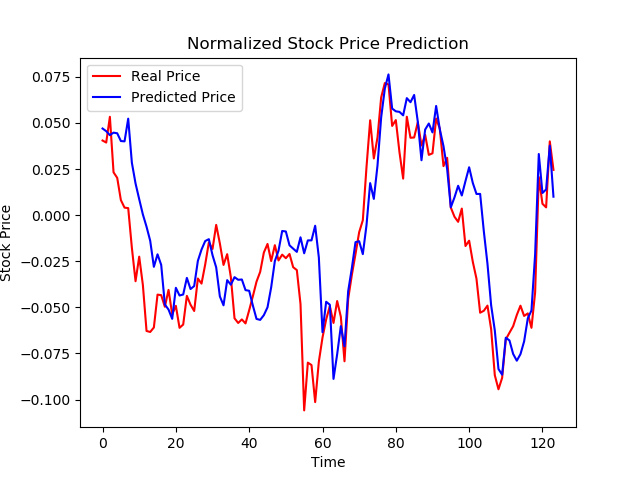 Normalized Stock Price Prediction
Real Price
Predicted Price
Stock Price
0.075
0.050
0.025
0.000
−0.025
−0.050
−0.075
−0.100
0 20 40 60 80 100 120
Time